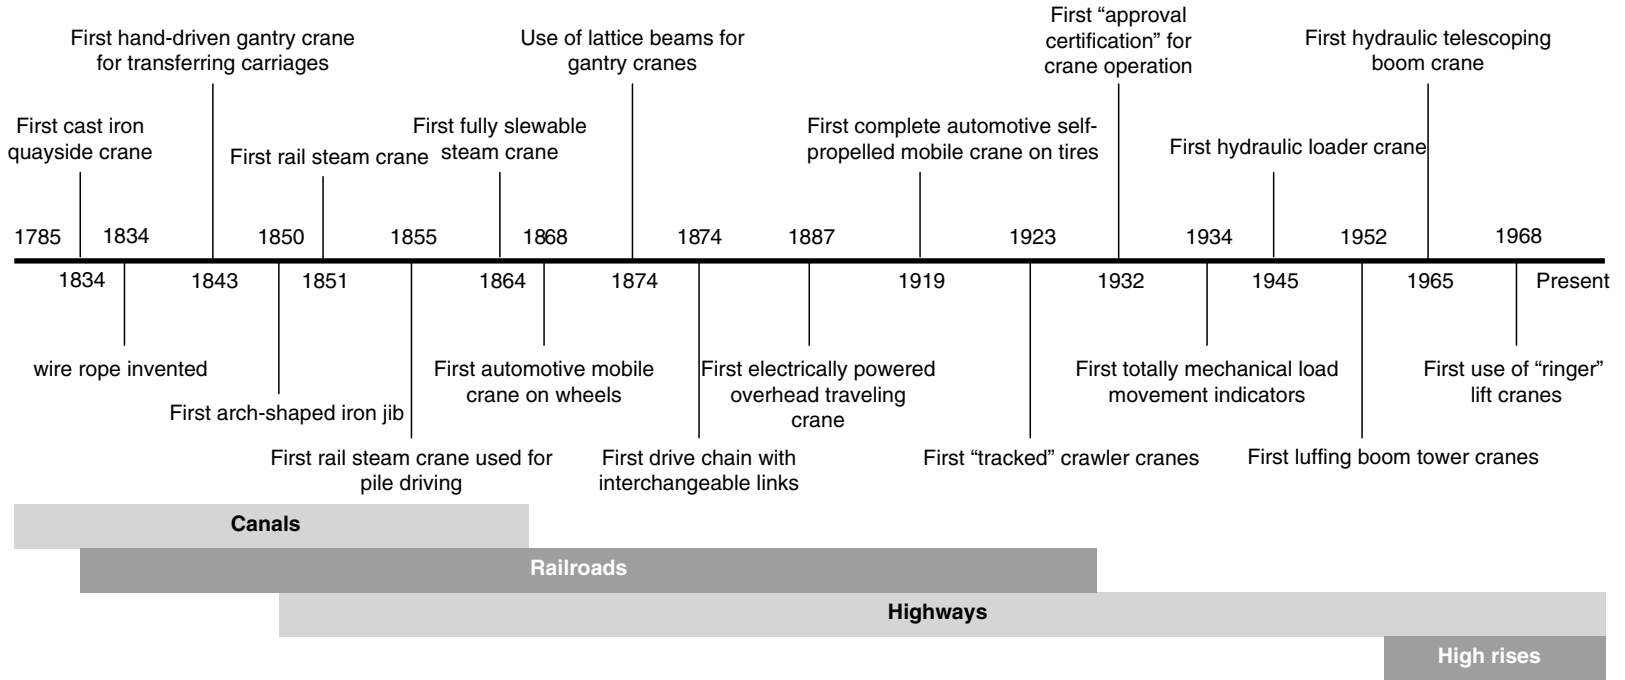 First “approval
certification” for
crane operation
First hand-driven gantry crane
for transferring carriages
Use of lattice beams for
gantry cranes
First hydraulic telescoping
boom crane
First cast iron
quayside crane
First rail steam crane
First fully slewable
steam crane
First complete automotive self-
propelled mobile crane on tires
First hydraulic loader crane
1785 1834 1850 1855 1868 1874 1887 1923 1934 1952 1968
1834 1843 1851 1864 1874 1919 1932 1945 1965 Present
wire rope invented
First arch-shaped iron jib
First rail steam crane used for
pile driving
First automotive mobile
crane on wheels
First drive chain with
interchangeable links
First electrically powered
overhead traveling
crane
First “tracked” crawler cranes
First totally mechanical load
movement indicators
First luffing boom tower cranes
First use of “ringer”
lift cranes
Canals
Railroads
Highways
High rises